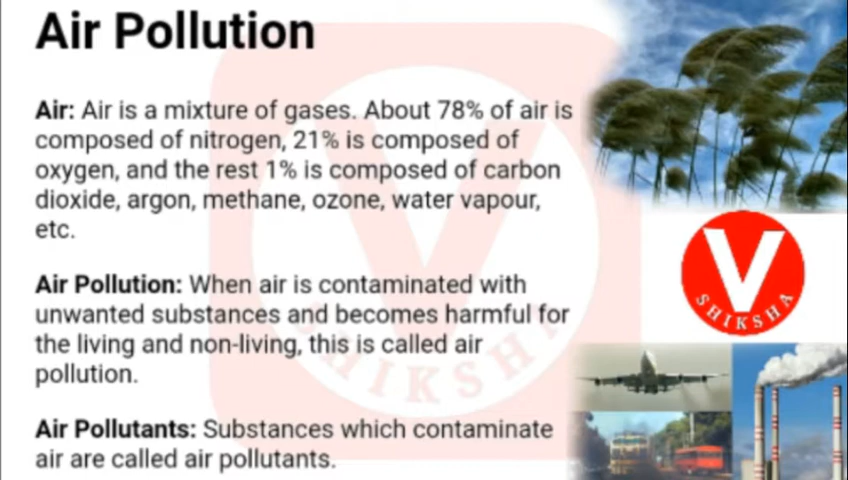 Air Pollution
Air: Air is a mixture of gases. About 78% of air is
composed of nitrogen, 21% is composed of
oxygen, and the rest 1% is composed of carbon
dioxide, argon, methane, ozone, water vapour,
etc.
Air Pollution: When air is contaminated with
unwanted substances and becomes harmful for
the living and non-living, this is called air
pollution.
Air Pollutants: Substances which contaminate
air are called air pollutants.
V
SHIKSHA
V
SHIKSHA